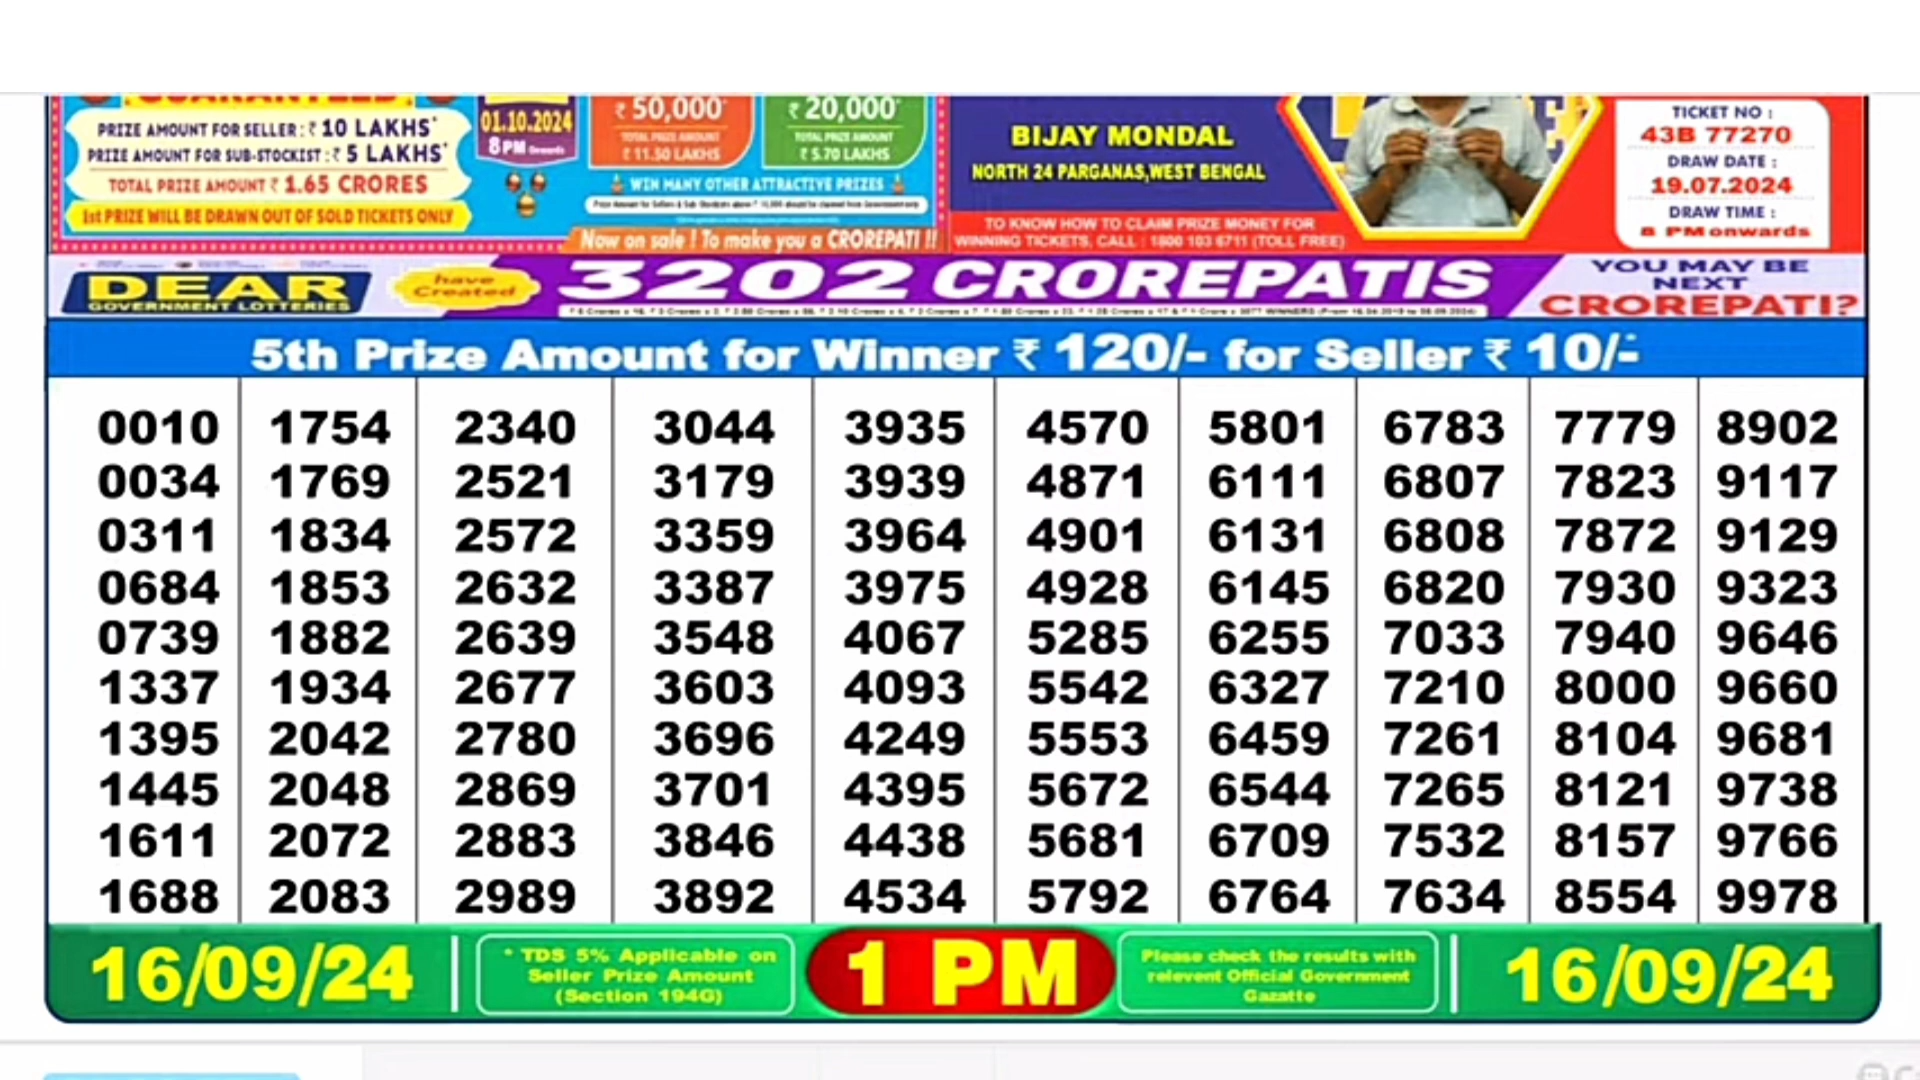 PRIZE AMOUNT FOR SELLER : ₹ 10 LAKHS*
PRIZE AMOUNT FOR SUB-STOCKIST : ₹ 5 LAKHS*
TOTAL PRIZE AMOUNT ₹ 1.65 CRORES
1st PRIZE WILL BE DRAWN OUT OF SOLD TICKETS ONLY
01.10.2024
8 PM Onwards
₹ 50,000*
TOTAL PRIZE AMOUNT
₹ 11.50 LAKHS
₹ 20,000*
TOTAL PRIZE AMOUNT
₹ 5.70 LAKHS
WIN MANY OTHER ATTRACTIVE PRIZES
Now on sale ! To make you a CROREPATI !!
BIJAY MONDAL
NORTH 24 PARGANAS,WEST BENGAL
TO KNOW HOW TO CLAIM PRIZE MONEY FOR
WINNING TICKETS, CALL : 1800 103 6711 (TOLL FREE)
TICKET NO :
43B 77270
DRAW DATE :
19.07.2024
DRAW TIME :
8 PM onwards
DEAR
GOVERNMENT LOTTERIES
have
Created
3202 CROREPATIS
YOU MAY BE
NEXT
CROREPATI?
5th Prize Amount for Winner ₹ 120/- for Seller ₹ 10/-
0010 1754 2340 3044 3935 4570 5801 6783 7779 8902
0034 1769 2521 3179 3939 4871 6111 6807 7823 9117
0311 1834 2572 3359 3964 4901 6131 6808 7872 9129
0684 1853 2632 3387 3975 4928 6145 6820 7930 9323
0739 1882 2639 3548 4067 5285 6255 7033 7940 9646
1337 1934 2677 3603 4093 5542 6327 7210 8000 9660
1395 2042 2780 3696 4249 5553 6459 7261 8104 9681
1445 2048 2869 3701 4395 5672 6544 7265 8121 9738
1611 2072 2883 3846 4438 5681 6709 7532 8157 9766
1688 2083 2989 3892 4534 5792 6764 7634 8554 9978
16/09/24
* TDS 5% Applicable on
Seller Prize Amount
(Section 194G)
1 PM
Please check the results with
relevent Official Government
Gazatte
16/09/24